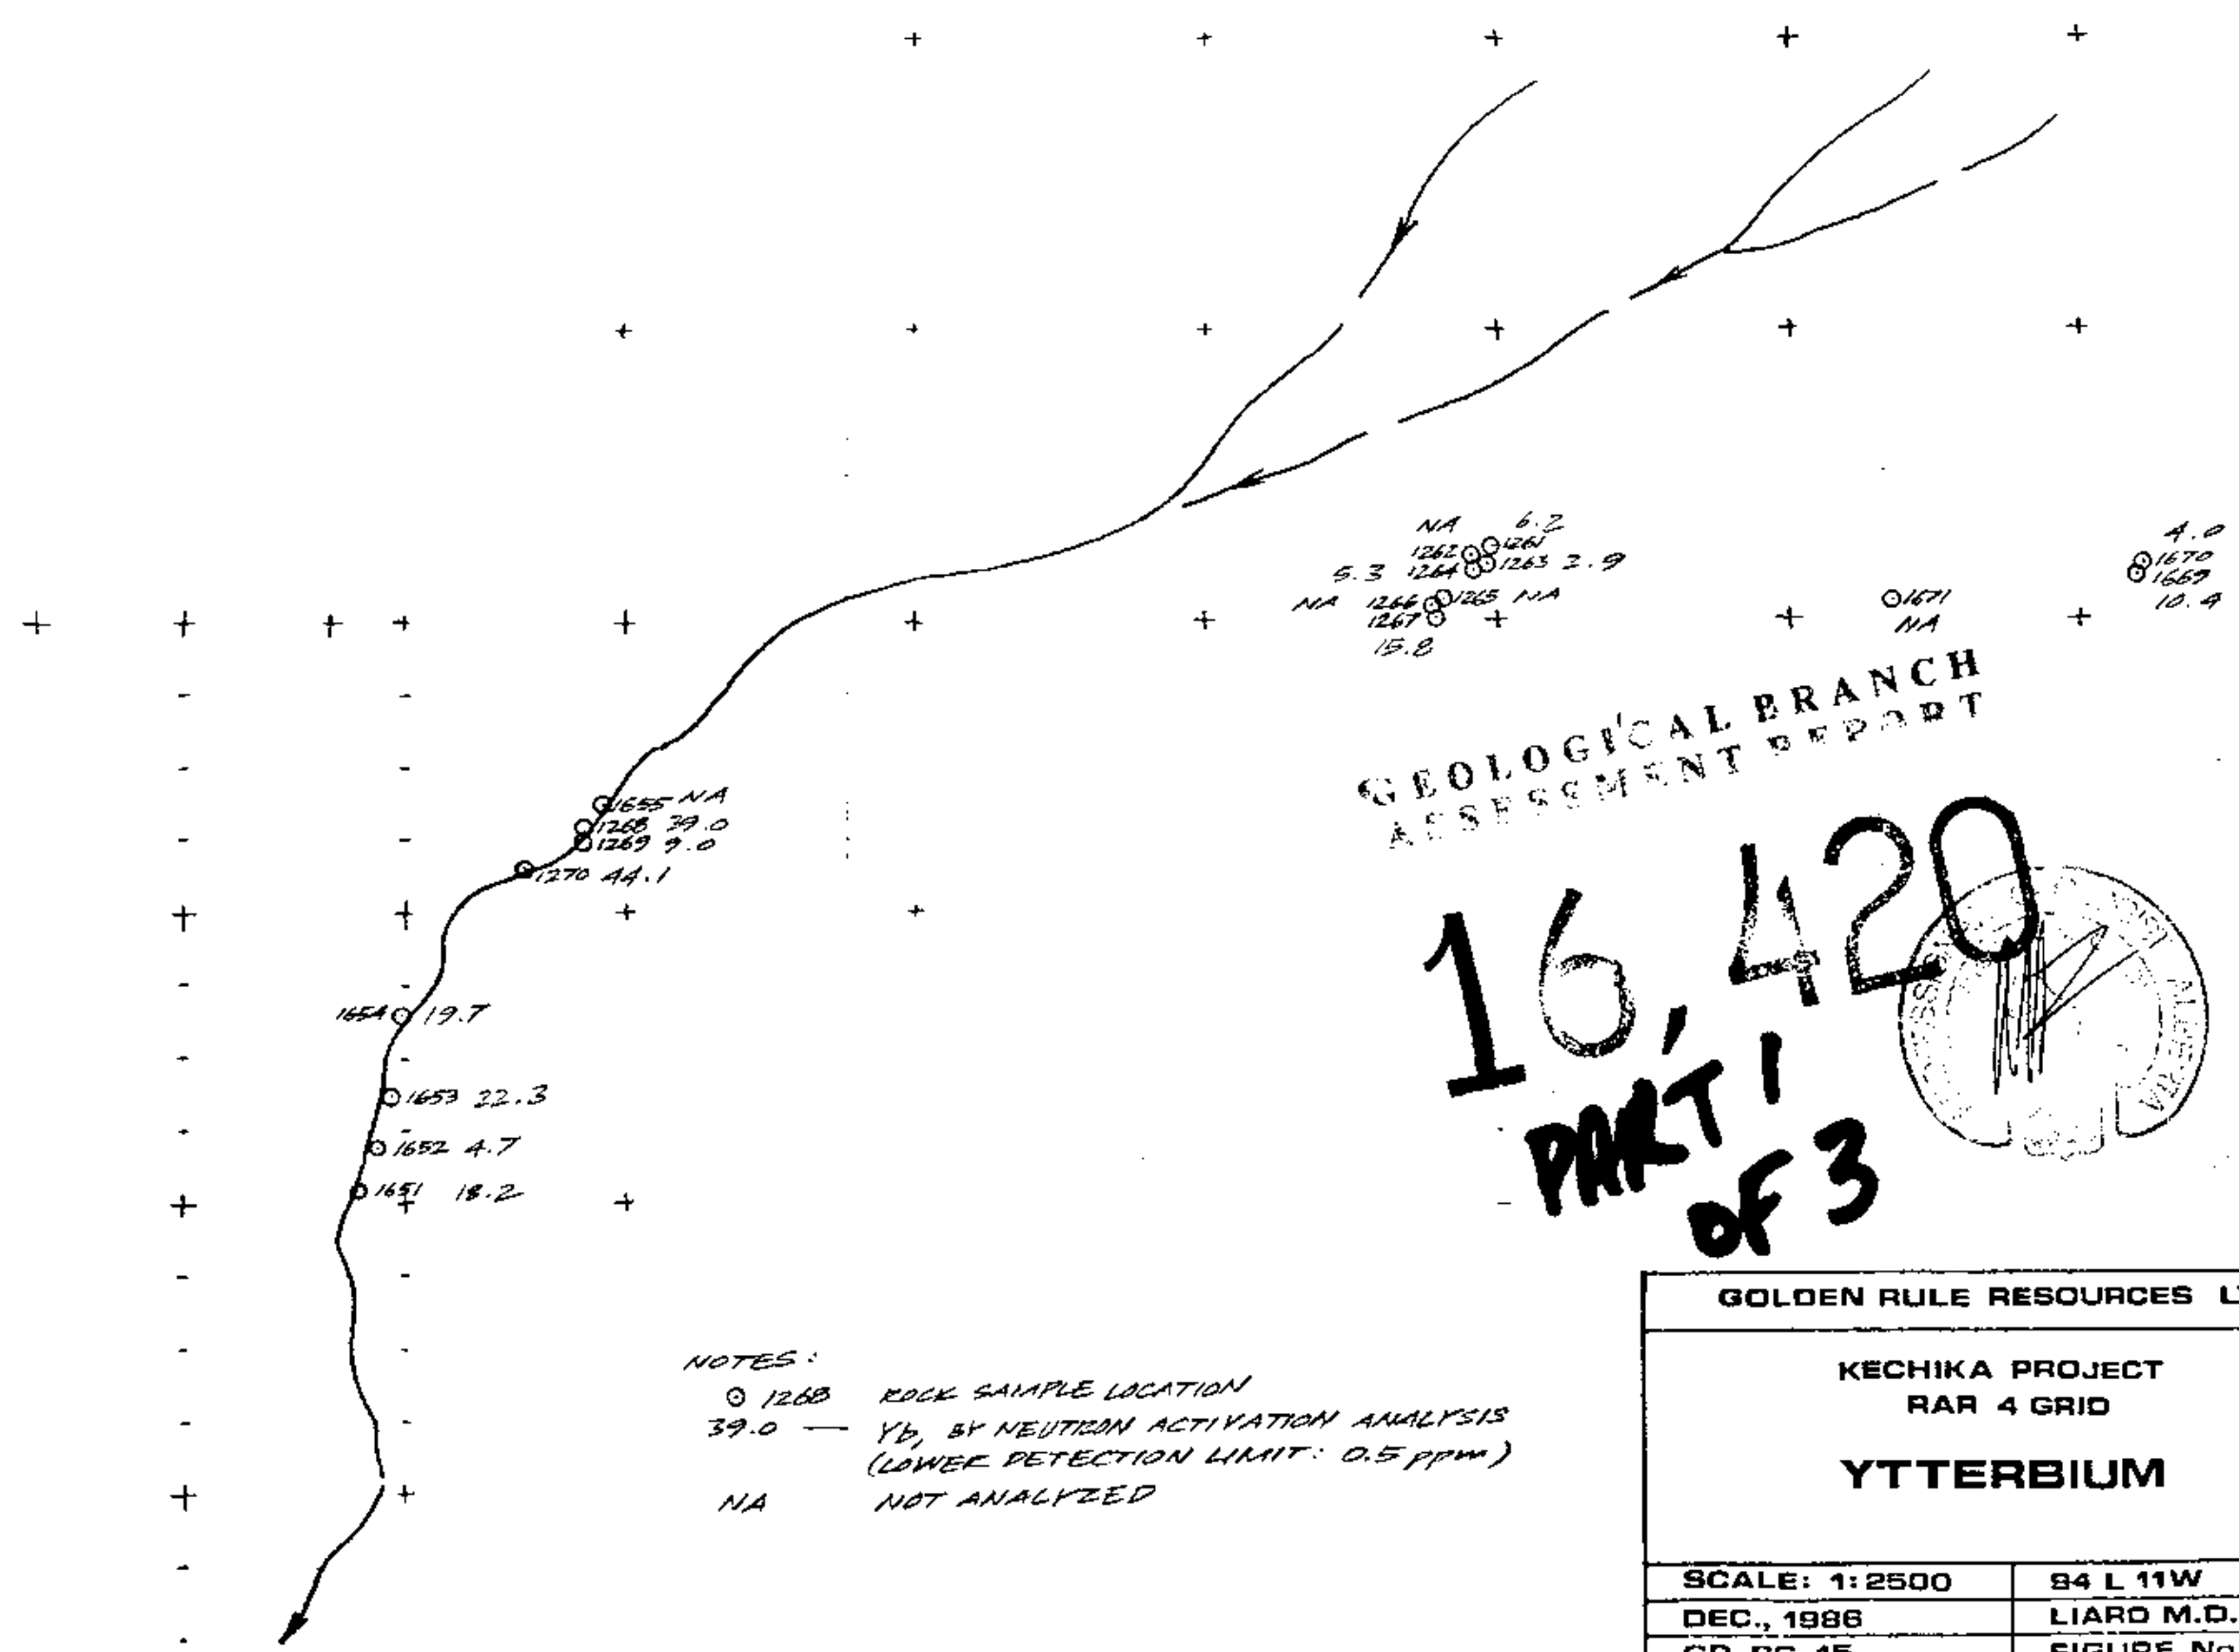 NA 6.2
1262 1261
5.3 1264 1263 2.9
NA 1266 1265 NA
1267
15.8
4.0
1670
1669
10.4
1671
NA
GEOLOGICAL BRANCH
ASSESSMENT REPORT
16,420
PART 1
OF 3
1655 NA
1268 39.0
1269 9.0
1270 44.1
1654 19.7
1653 22.3
1652 4.7
1651 18.2
NOTES:
1268 ROCK SAMPLE LOCATION
39.0 — Yb, BY NEUTRON ACTIVATION ANALYSIS
(LOWER DETECTION LIMIT: 0.5 ppm)
NA NOT ANALYZED
GOLDEN RULE RESOURCES
KECHIKA PROJECT
RAR 4 GRID
YTTERBIUM
SCALE: 1:2500 94 L 11W
DEC., 1986 LIARD M.D.